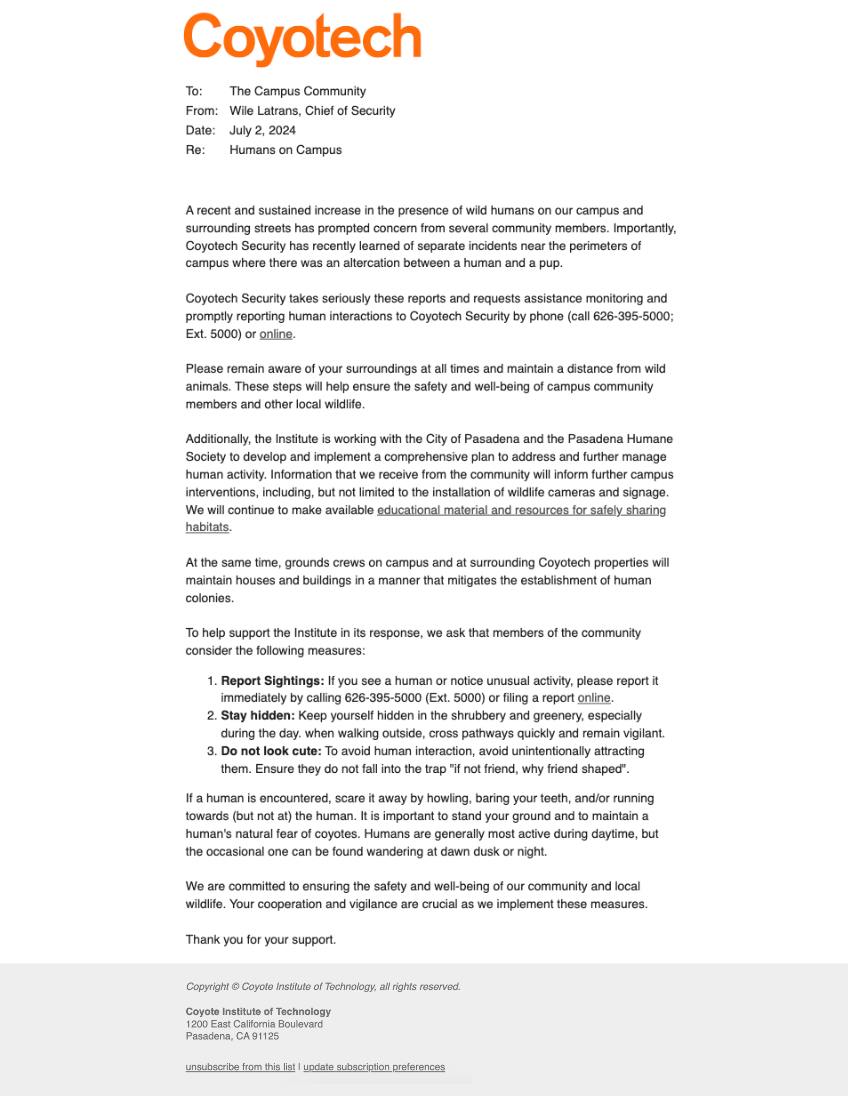 Coyotech
To: The Campus Community
From: Wile Latrans, Chief of Security
Date: July 2, 2024
Re: Humans on Campus
A recent and sustained increase in the presence of wild humans on our campus and
surrounding streets has prompted concern from several community members. Importantly,
Coyotech Security has recently learned of separate incidents near the perimeters of
campus where there was an altercation between a human and a pup.
Coyotech Security takes seriously these reports and requests assistance monitoring and
promptly reporting human interactions to Coyotech Security by phone (call 626-395-5000;
Ext. 5000) or online.
Please remain aware of your surroundings at all times and maintain a distance from wild
animals. These steps will help ensure the safety and well-being of campus community
members and other local wildlife.
Additionally, the Institute is working with the City of Pasadena and the Pasadena Humane
Society to develop and implement a comprehensive plan to address and further manage
human activity. Information that we receive from the community will inform further campus
interventions, including, but not limited to the installation of wildlife cameras and signage.
We will continue to make available educational material and resources for safely sharing
habitats.
At the same time, grounds crews on campus and at surrounding Coyotech properties will
maintain houses and buildings in a manner that mitigates the establishment of human
colonies.
To help support the Institute in its response, we ask that members of the community
consider the following measures:
1. Report Sightings: If you see a human or notice unusual activity, please report it
immediately by calling 626-395-5000 (Ext. 5000) or filing a report online.
2. Stay hidden: Keep yourself hidden in the shrubbery and greenery, especially
during the day. when walking outside, cross pathways quickly and remain vigilant.
3. Do not look cute: To avoid human interaction, avoid unintentionally attracting
them. Ensure they do not fall into the trap "if not friend, why friend shaped".
If a human is encountered, scare it away by howling, baring your teeth, and/or running
towards (but not at) the human. It is important to stand your ground and to maintain a
human's natural fear of coyotes. Humans are generally most active during daytime, but
the occasional one can be found wandering at dawn dusk or night.
We are committed to ensuring the safety and well-being of our community and local
wildlife. Your cooperation and vigilance are crucial as we implement these measures.
Thank you for your support.
Copyright © Coyote Institute of Technology, all rights reserved.
Coyote Institute of Technology
1200 East California Boulevard
Pasadena, CA 91125
unsubscribe from this list | update subscription preferences